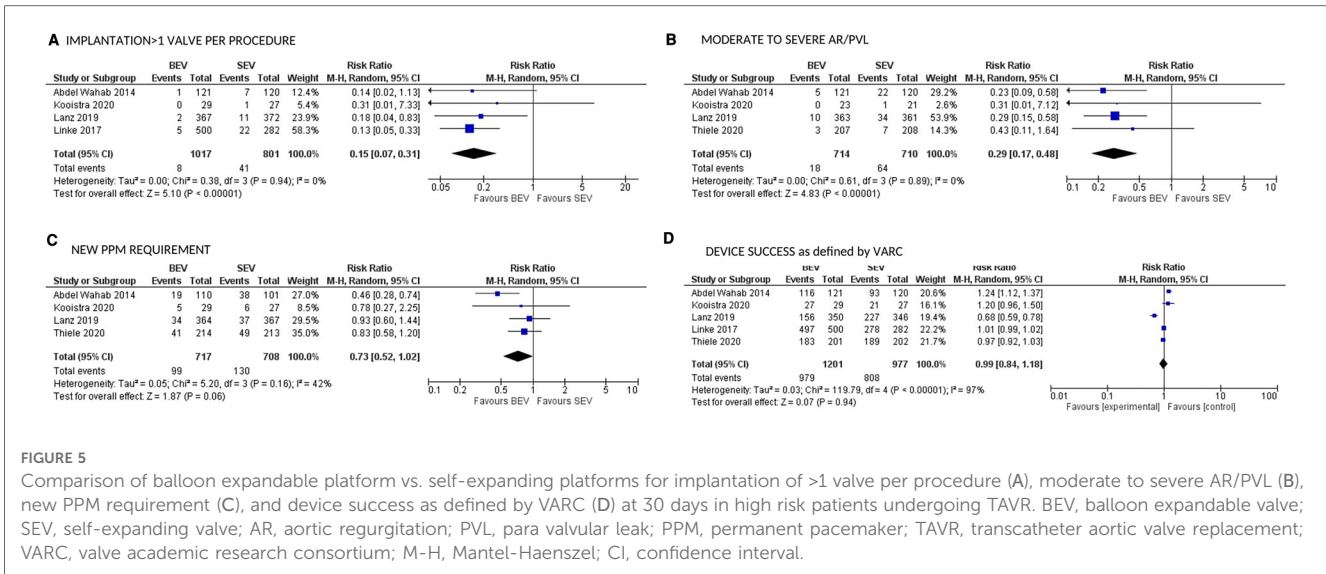 A IMPLANTATION>1 VALVE PER PROCEDURE
BEV SEV Risk Ratio Risk Ratio
Study or Subgroup Events Total Events Total Weight M-H, Random, 95% CI M-H, Random, 95% CI
Abdel Wahab 2014 1 121 7 120 12.4% 0.14 [0.02, 1.13]
Kooistra 2020 0 29 1 27 5.4% 0.31 [0.01, 7.33]
Lanz 2019 2 367 11 372 23.9% 0.18 [0.04, 0.83]
Linke 2017 5 500 22 282 58.3% 0.13 [0.05, 0.33]
Total (95% CI) 1017 801 100.0% 0.15 [0.07, 0.31]
Total events 8 41
Heterogeneity: Tau² = 0.00; Chi² = 0.38, df = 3 (P = 0.94); I² = 0%
Test for overall effect: Z = 5.10 (P < 0.00001)
0.05 0.2 1 5 20
Favours BEV Favours SEV
B MODERATE TO SEVERE AR/PVL
BEV SEV Risk Ratio Risk Ratio
Study or Subgroup Events Total Events Total Weight M-H, Random, 95% CI M-H, Random, 95% CI
Abdel Wahab 2014 5 121 22 120 29.2% 0.23 [0.09, 0.58]
Kooistra 2020 0 23 1 21 2.6% 0.31 [0.01, 7.12]
Lanz 2019 10 363 34 361 53.9% 0.29 [0.15, 0.58]
Thiele 2020 3 207 7 208 14.3% 0.43 [0.11, 1.64]
Total (95% CI) 714 710 100.0% 0.29 [0.17, 0.48]
Total events 18 64
Heterogeneity: Tau² = 0.00; Chi² = 0.61, df = 3 (P = 0.89); I² = 0%
Test for overall effect: Z = 4.83 (P < 0.00001)
0.1 0.2 0.5 1 2 5 10
Favours BEV Favours SEV
C NEW PPM REQUIREMENT
BEV SEV Risk Ratio Risk Ratio
Study or Subgroup Events Total Events Total Weight M-H, Random, 95% CI M-H, Random, 95% CI
Abdel Wahab 2014 19 110 38 101 27.0% 0.46 [0.28, 0.74]
Kooistra 2020 5 29 6 27 8.5% 0.78 [0.27, 2.25]
Lanz 2019 34 364 37 367 29.5% 0.93 [0.60, 1.44]
Thiele 2020 41 214 49 213 35.0% 0.83 [0.58, 1.20]
Total (95% CI) 717 708 100.0% 0.73 [0.52, 1.02]
Total events 99 130
Heterogeneity: Tau² = 0.05; Chi² = 5.20, df = 3 (P = 0.16); I² = 42%
Test for overall effect: Z = 1.87 (P = 0.06)
0.1 0.2 0.5 1 2 5 10
Favours BEV Favours SEV
D DEVICE SUCCESS as defined by VARC
BEV SEV Risk Ratio Risk Ratio
Study or Subgroup Events Total Events Total Weight M-H, Random, 95% CI M-H, Random, 95% CI
Abdel Wahab 2014 116 121 93 120 20.6% 1.24 [1.12, 1.37]
Kooistra 2020 27 29 21 27 16.1% 1.20 [0.96, 1.50]
Lanz 2019 156 350 227 346 19.4% 0.68 [0.59, 0.78]
Linke 2017 497 500 278 282 22.2% 1.01 [0.99, 1.02]
Thiele 2020 183 201 189 202 21.7% 0.97 [0.92, 1.03]
Total (95% CI) 1201 977 100.0% 0.99 [0.84, 1.18]
Total events 979 808
Heterogeneity: Tau² = 0.03; Chi² = 119.79, df = 4 (P < 0.00001); I² = 97%
Test for overall effect: Z = 0.07 (P = 0.94)
0.01 0.1 1 10 100
Favours [experimental] Favours [control]
FIGURE 5
Comparison of balloon expandable platform vs. self-expanding platforms for implantation of >1 valve per procedure (A), moderate to severe AR/PVL (B),
new PPM requirement (C), and device success as defined by VARC (D) at 30 days in high risk patients undergoing TAVR. BEV, balloon expandable valve;
SEV, self-expanding valve; AR, aortic regurgitation; PVL, para valvular leak; PPM, permanent pacemaker; TAVR, transcatheter aortic valve replacement;
VARC, valve academic research consortium; M-H, Mantel-Haenszel; CI, confidence interval.